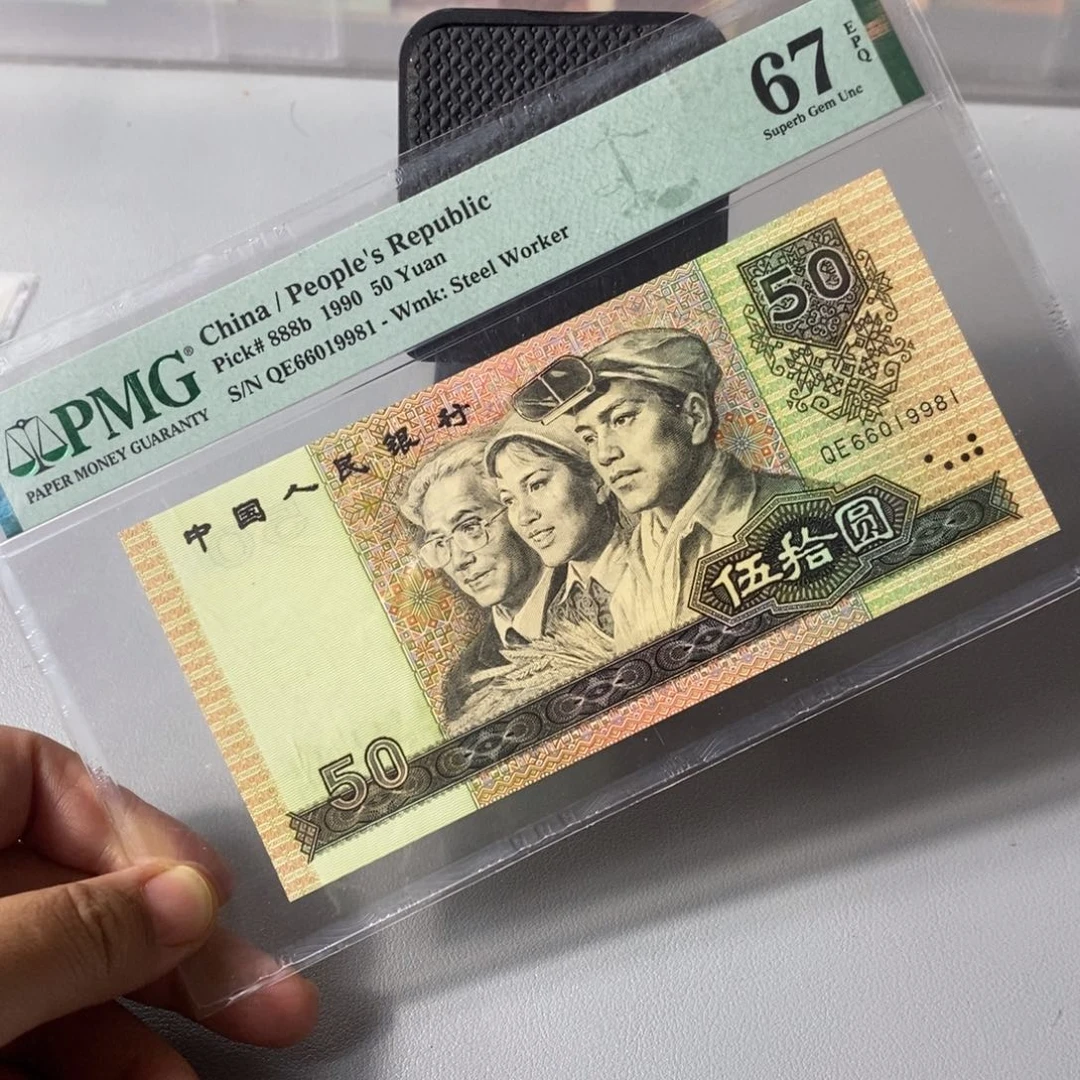 67
EPQ
Superb Gem Unc
PMG®
PAPER MONEY GUARANTY
China / People's Republic
Pick# 888b 1990 50 Yuan
S/N QE66019981 - Wmk: Steel Worker
中国人民银行
50
QE66019981
伍拾圆
50